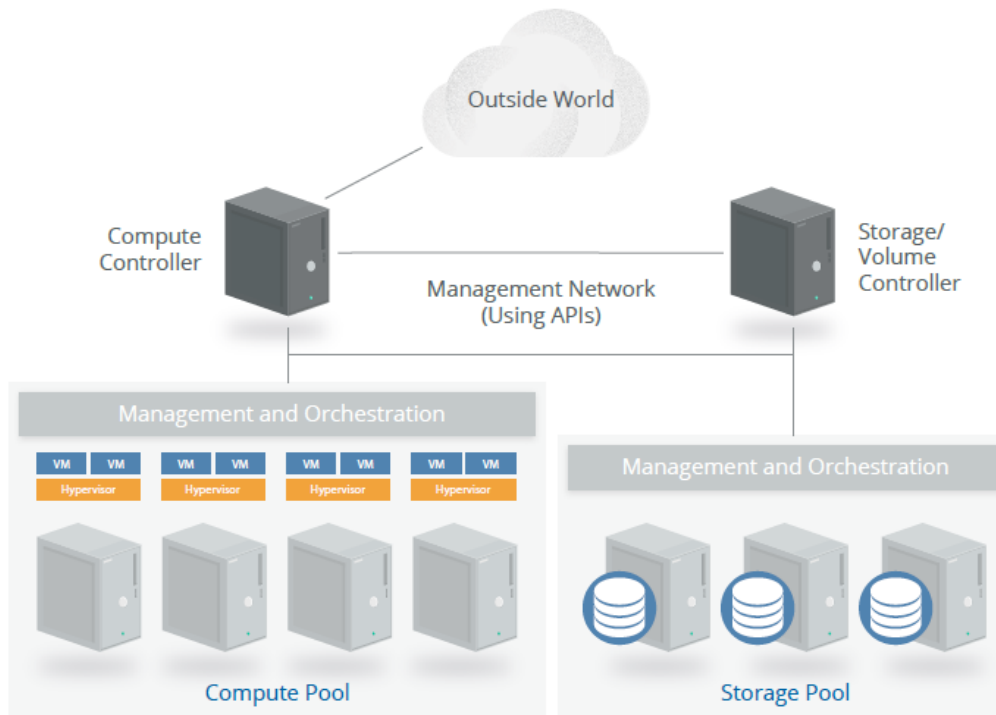 Outside World
Compute
Controller
Storage/
Volume
Controller
Management Network
(Using APIs)
Management and Orchestration
VM VM VM VM VM VM VM VM
Hypervisor Hypervisor Hypervisor Hypervisor
Compute Pool
Management and Orchestration
Storage Pool